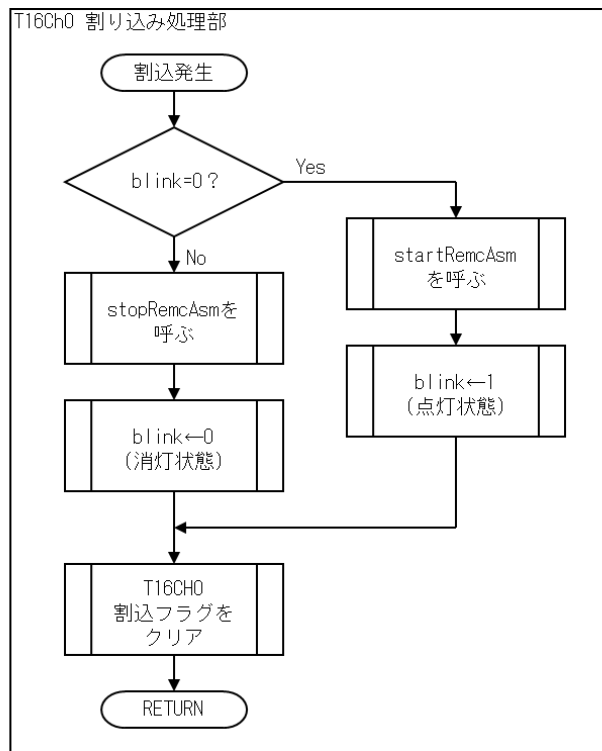 T16Ch0 割り込み処理部
割込発生
blink=0？
Yes
No
startRemcAsm
を呼ぶ
stopRemcAsmを
呼ぶ
blink←1
(点灯状態)
blink←0
(消灯状態)
T16CH0
割込フラグを
クリア
RETURN